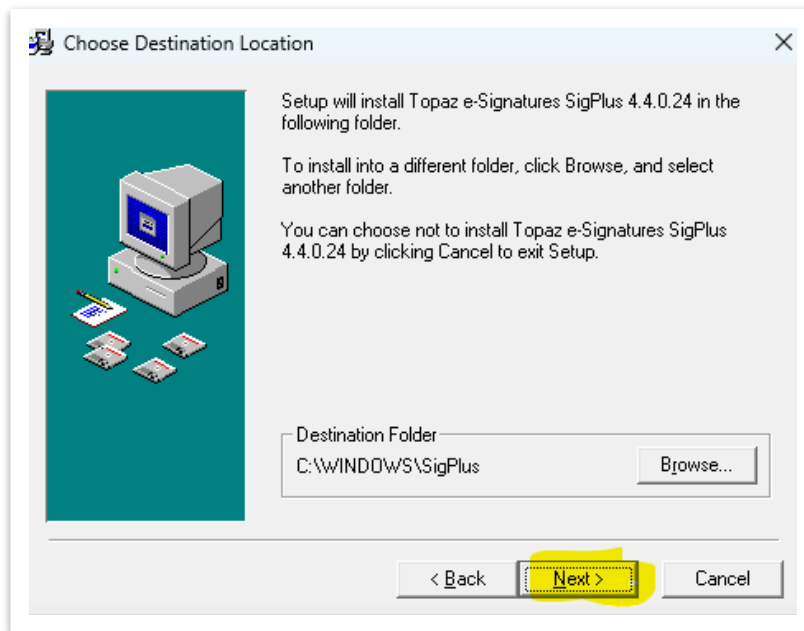 Choose Destination Location
Setup will install Topaz e-Signatures SigPlus 4.4.0.24 in the
following folder.
To install into a different folder, click Browse, and select
another folder.
You can choose not to install Topaz e-Signatures SigPlus
4.4.0.24 by clicking Cancel to exit Setup.
Destination Folder
C:\WINDOWS\SigPlus
Browse...
< Back
Next >
Cancel